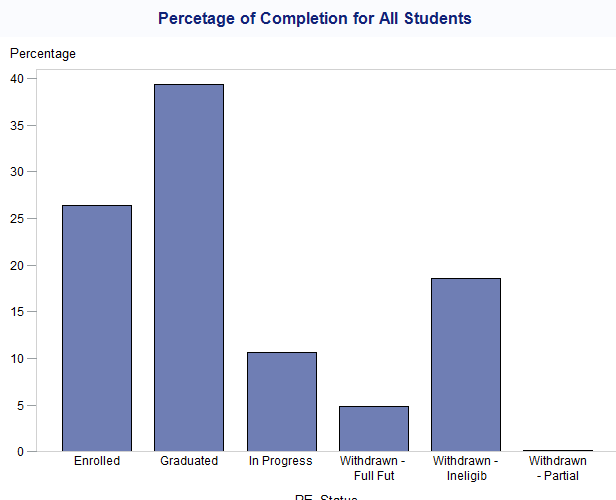 Percetage of Completion for All Students
Percentage
40
35
30
25
20
15
10
5
0
Enrolled
Graduated
In Progress
Withdrawn -
Full Fut
Withdrawn -
Ineligib
Withdrawn
- Partial
Status